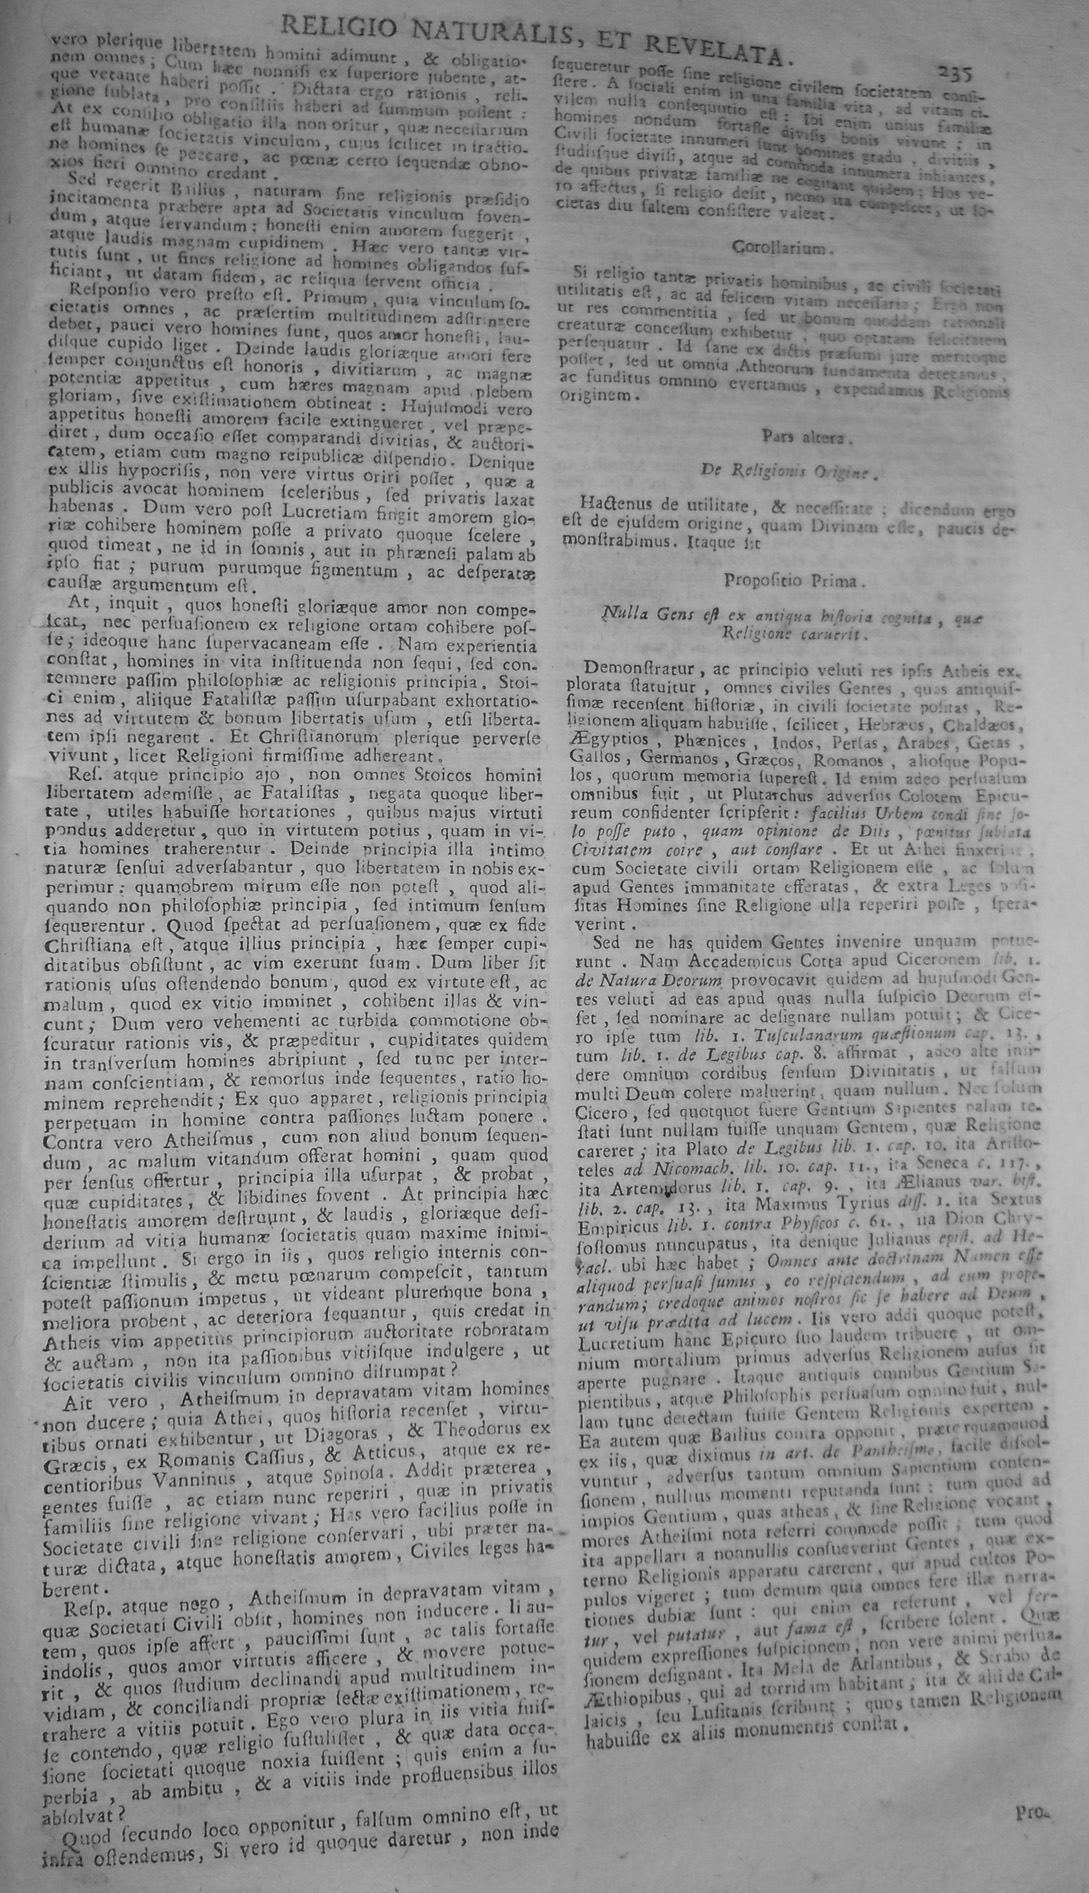 RELIGIO NATURALIS, ET REVELATA.
235
vero plerique libertatem homini adimunt, & obligatio-
nem omnes; Cum hæc nonnisi ex superiore jubente, at-
que vetante haberi possit. Dictata ergo rationis, reli-
gione sublata, pro consiliis haberi ad summum possent:
At ex consilio obligatio illa non oritur, quæ necessarium
est humanæ societatis vinculum, cujus scilicet infractio-
ne homines se peccare, ac pœnæ certo sequendæ obno-
xios fieri omnino credant.
Sed regerit Bailius, naturam sine religionis præsidio
incitamenta præbere apta ad Societatis vinculum foven-
dum, atque servandum: honesti enim amorem suggerit,
atque laudis magnam cupidinem. Hæc vero tantæ vir-
tutis sunt, ut sines religione ad homines obligandos suf-
ficiant, ut datam fidem, ac reliqua servent officia.
Responsio vero presto est. Primum, quia vinculum so-
cietatis omnes, ac præsertim multitudinem adstringere
debet, pauci vero homines sunt, quos amor honesti, lau-
disque cupido liget. Deinde laudis gloriæque amori fere
semper conjunctus est honoris, divitiarum, ac magnæ
potentiæ appetitus, cum hæres magnam apud plebem
gloriam, sive existimationem obtineat: Hujusmodi vero
appetitus honesti amorem facile extingueret, vel præpe-
diret, dum occasio esset comparandi divitias, & auctori-
tatem, etiam cum magno reipublicæ dispendio. Denique
ex illis hypocrisis, non vere virtus oriri posset, quæ a
publicis avocat hominem sceleribus, sed privatis laxat
habenas. Dum vero post Lucretiam fingit amorem glo-
riæ cohibere hominem posse a privato quoque scelere,
quod timeat, ne id in somnis, aut in phrænesi palam ab
ipso fiat; purum purumque figmentum, ac desperatæ
caussæ argumentum est.
At, inquit, quos honesti gloriæque amor non compe-
scat, nec persuasionem ex religione ortam cohibere pos-
se; ideoque hanc supervacaneam esse. Nam experientia
constat, homines in vita instituenda non sequi, sed con-
temnere passim philosophiæ ac religionis principia. Stoi-
ci enim, aliique Fatalistæ passim usurpabant exhortatio-
nes ad virtutem & bonum libertatis usum, etsi liberta-
tem ipsi negarent. Et Christianorum plerique perverse
vivunt, licet Religioni firmissime adhereant.
Res. atque principio ajo, non omnes Stoicos homini
libertatem ademisse, ac Fatalistas, negata quoque liber-
tate, utiles habuisse hortationes, quibus majus virtuti
pondus adderetur, quo in virtutem potius, quam in vi-
tia homines traherentur. Deinde principia illa intimo
naturæ sensui adversabantur, quo libertatem in nobis ex-
perimur: quamobrem mirum esse non potest, quod ali-
quando non philosophiæ principia, sed intimum sensum
sequerentur. Quod spectat ad persuasionem, quæ ex fide
Christiana est, atque illius principia, hæc semper cupi-
ditatibus obsistunt, ac vim exerunt suam. Dum liber sit
rationis usus ostendendo bonum, quod ex virtute est, ac
malum, quod ex vitio imminet, cohibent illas & vin-
cunt; Dum vero vehementi ac turbida commotione ob-
scuratur rationis vis, & præpeditur, cupiditates quidem
in transversum homines abripiunt, sed tunc per inter-
nam conscientiam, & remorsus inde sequentes, ratio ho-
minem reprehendit; Ex quo apparet, religionis principia
perpetuam in homine contra passiones luctam ponere.
Contra vero Atheismus, cum non aliud bonum sequen-
dum, ac malum vitandum offerat homini, quam quod
per sensus offertur, principia illa usurpat, & probat,
quæ cupiditates, & libidines fovent. At principia hæc
honestatis amorem destruunt, & laudis, gloriæque desi-
derium ad vitia humanæ societatis quam maxime inimi-
ca impellunt. Si ergo in iis, quos religio internis con-
scientiæ stimulis, & metu pœnarum compescit, tantum
potest passionum impetus, ut videant pluremque bona,
meliora probent, ac deteriora sequantur, quis credat in
Atheis vim appetitus principiorum auctoritate roboratam
& auctam, non ita passionibus vitiisque indulgere, ut
societatis civilis vinculum omnino disrumpat?
Ait vero, Atheismum in depravatam vitam homines
non ducere; quia Athei, quos historia recenset, virtu-
tibus ornati exhibentur, ut Diagoras, & Theodorus ex
Græcis, ex Romanis Cassius, & Atticus, atque ex re-
centioribus Vanninus, atque Spinosa. Addit præterea,
gentes fuisse, ac etiam nunc reperiri, quæ in privatis
familiis sine religione vivant; Has vero facilius posse in
Societate civili sine religione conservari, ubi præter na-
turæ dictata, atque honestatis amorem, Civiles leges ha-
berent.
Resp. atque nego, Atheismum in depravatam vitam,
quæ Societati Civili obsit, homines non inducere. Ii au-
tem, quos ipse affert, paucissimi sunt, ac talis fortasse
indolis, quos amor virtutis afficere, & movere potue-
rit, & quos studium declinandi apud multitudinem in-
vidiam, & conciliandi propriæ sectæ existimationem, re-
trahere a vitiis potuit. Ego vero plura in iis vitia fuis-
se contendo, quæ religio sustulisset, & quæ data occa-
sione societati quoque noxia fuissent; quis enim a su-
perbia, ab ambitu, & a vitiis inde profluensibus illos
absolvat?
Quod secundo loco opponitur, falsum omnino est, ut
infra ostendemus, Si vero id quoque daretur, non inde
sequeretur posse sine religione civilem societatem consi-
stere. A sociali enim in una familia vita, ad vitam ci-
vilem nulla consequutio est: Ibi enim unius familiæ
homines nondum fortasse divisis bonis vivunt; in
Civili societate innumeri sunt homines gradu, divitiis,
studiisque divisi, atque ad commoda innumera inhiantes,
de quibus privatæ familiæ ne cogitant quidem; Hos ve-
ro affectus, si religio desit, nemo ita compescet, ut so-
cietas diu saltem consistere valeat.
Corollarium.
Si religio tantæ privatis hominibus, ac civili societati
utilitatis est, ac ad felicem vitam necessaria; Ergo non
ut res commentitia, sed ut bonum quoddam rationali
creaturæ concessum exhibetur, quo optatam felicitatem
persequatur. Id sane ex dictis præsumi jure meritoque
posset, sed ut omnia Atheorum fundamenta detegamus,
ac funditus omnino evertamus, expendamus Religionis
originem.
Pars altera.
De Religionis Origine.
Hactenus de utilitate, & necessitate; dicendum ergo
est de ejusdem origine, quam Divinam esse, paucis de-
monstrabimus. Itaque sit
Propositio Prima.
Nulla Gens est ex antiqua historia cognita, quæ
Religione caruerit.
Demonstratur, ac principio veluti res ipsis Atheis ex-
plorata statuitur, omnes civiles Gentes, quas antiquis-
simæ recensent historiæ, in civili societate positas, Re-
ligionem aliquam habuisse, scilicet, Hebræos, Chaldæos,
Ægyptios, Phænices, Indos, Persas, Arabes, Getas,
Gallos, Germanos, Græcos, Romanos, aliosque Popu-
los, quorum memoria superest. Id enim adeo persuasum
omnibus fuit, ut Plutarchus adversus Colotem Epicu-
reum confidenter scripserit: facilius Urbem condi sine so-
lo posse puto, quam opinione de Diis, pœnitus sublata
Civitatem coire, aut constare. Et ut Athei finxerint,
cum Societate civili ortam Religionem esse, ac solum
apud Gentes immanitate efferatas, & extra Leges posi-
sitas Homines sine Religione ulla reperiri posse, spera-
verint.
Sed ne has quidem Gentes invenire unquam potue-
runt. Nam Accademicus Cotta apud Ciceronem lib. 1.
de Natura Deorum provocavit quidem ad hujusmodi Gen-
tes veluti ad eas apud quas nulla suspicio Deorum es-
set, sed nominare ac designare nullam potuit; & Cice-
ro ipse tum lib. 1. Tusculanarum quæstionum cap. 13.,
tum lib. 1. de Legibus cap. 8. affirmat, adeo alte insi-
dere omnium cordibus sensum Divinitatis, ut falsum
multi Deum colere maluerint, quam nullum. Nec solum
Cicero, sed quotquot fuere Gentium Sapientes palam te-
stati sunt nullam fuisse unquam Gentem, quæ Religione
careret; ita Plato de Legibus lib. 1. cap. 10. ita Aristo-
teles ad Nicomach. lib. 10. cap. 11., ita Seneca c. 117.,
ita Artemydorus lib. 1. cap. 9., ita Ælianus var. hist.
lib. 2. cap. 13., ita Maximus Tyrius diss. 1. ita Sextus
Empiricus lib. 1. contra Physicos c. 61., ita Dion Chry-
sostomus nuncupatus, ita denique Julianus epist. ad He-
racl. ubi hæc habet; Omnes ante doctrinam Numen esse
aliquod persuasi sumus, eo respiciendum, ad eum prope-
randum; credoque animos nostros sic se habere ad Deum,
ut visu prædita ad lucem. Iis vero addi quoque potest,
Lucretium hanc Epicuro suo laudem tribuere, ut om-
nium mortalium primus adversus Religionem ausus sit
aperte pugnare. Itaque antiquis omnibus Gentium Sa-
pientibus, atque Philosophis persuasum omnino fuit, nul-
lam tunc detectam fuisse Gentem Religionis expertem.
Ea autem quæ Bailius contra opponit, præterquamquod
ex iis, quæ diximus in art. de Pantheismo, facile dissol-
vuntur, adversus tantum omnium Sapientium consen-
sionem, nullius momenti reputanda sunt: tum quod ad
impios Gentium, quas atheas, & sine Religione vocant,
mores Atheismi nota referri commode possit; tum quod
ita appellari a nonnullis consueverint Gentes, quæ ex-
terno Religionis apparatu carerent, qui apud cultos Po-
pulos vigeret; tum demum quia omnes fere illæ narra-
tiones dubiæ sunt: qui enim ea referunt, vel fer-
tur, vel putatur, aut fama est, scribere solent. Quæ
quidem expressiones suspicionem, non vere animi persua-
sionem designant. Ita Mela de Atlantibus, & Strabo de
Æthiopibus, qui ad torridam habitant; ita & alii de Cal-
laicis, seu Lusitanis scribunt; quos tamen Religionem
habuisse ex aliis monumentis constat.
Pro-